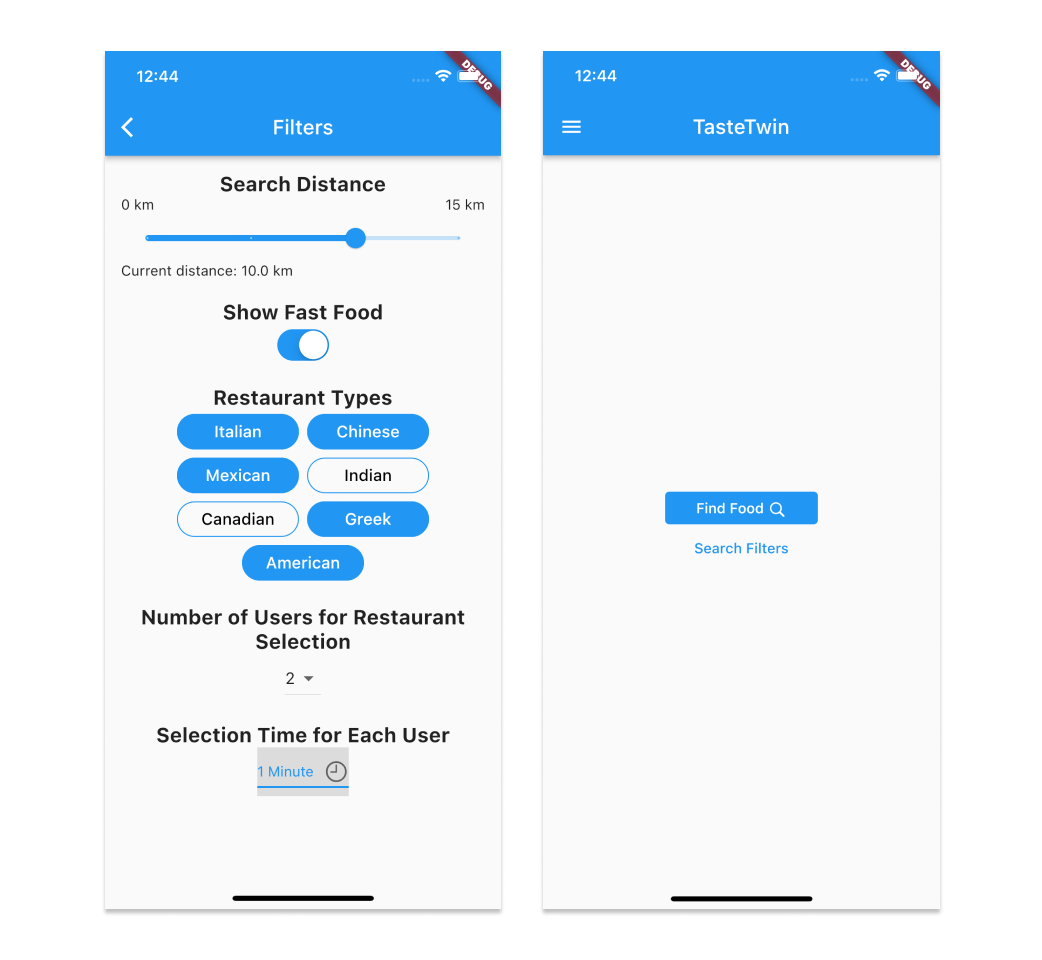 12:44
DEBUG
Filters
Search Distance
0 km 15 km
Current distance: 10.0 km
Show Fast Food
Restaurant Types
Italian Chinese
Mexican Indian
Canadian Greek
American
Number of Users for Restaurant
Selection
2
Selection Time for Each User
1 Minute
12:44
DEBUG
TasteTwin
Find Food
Search Filters